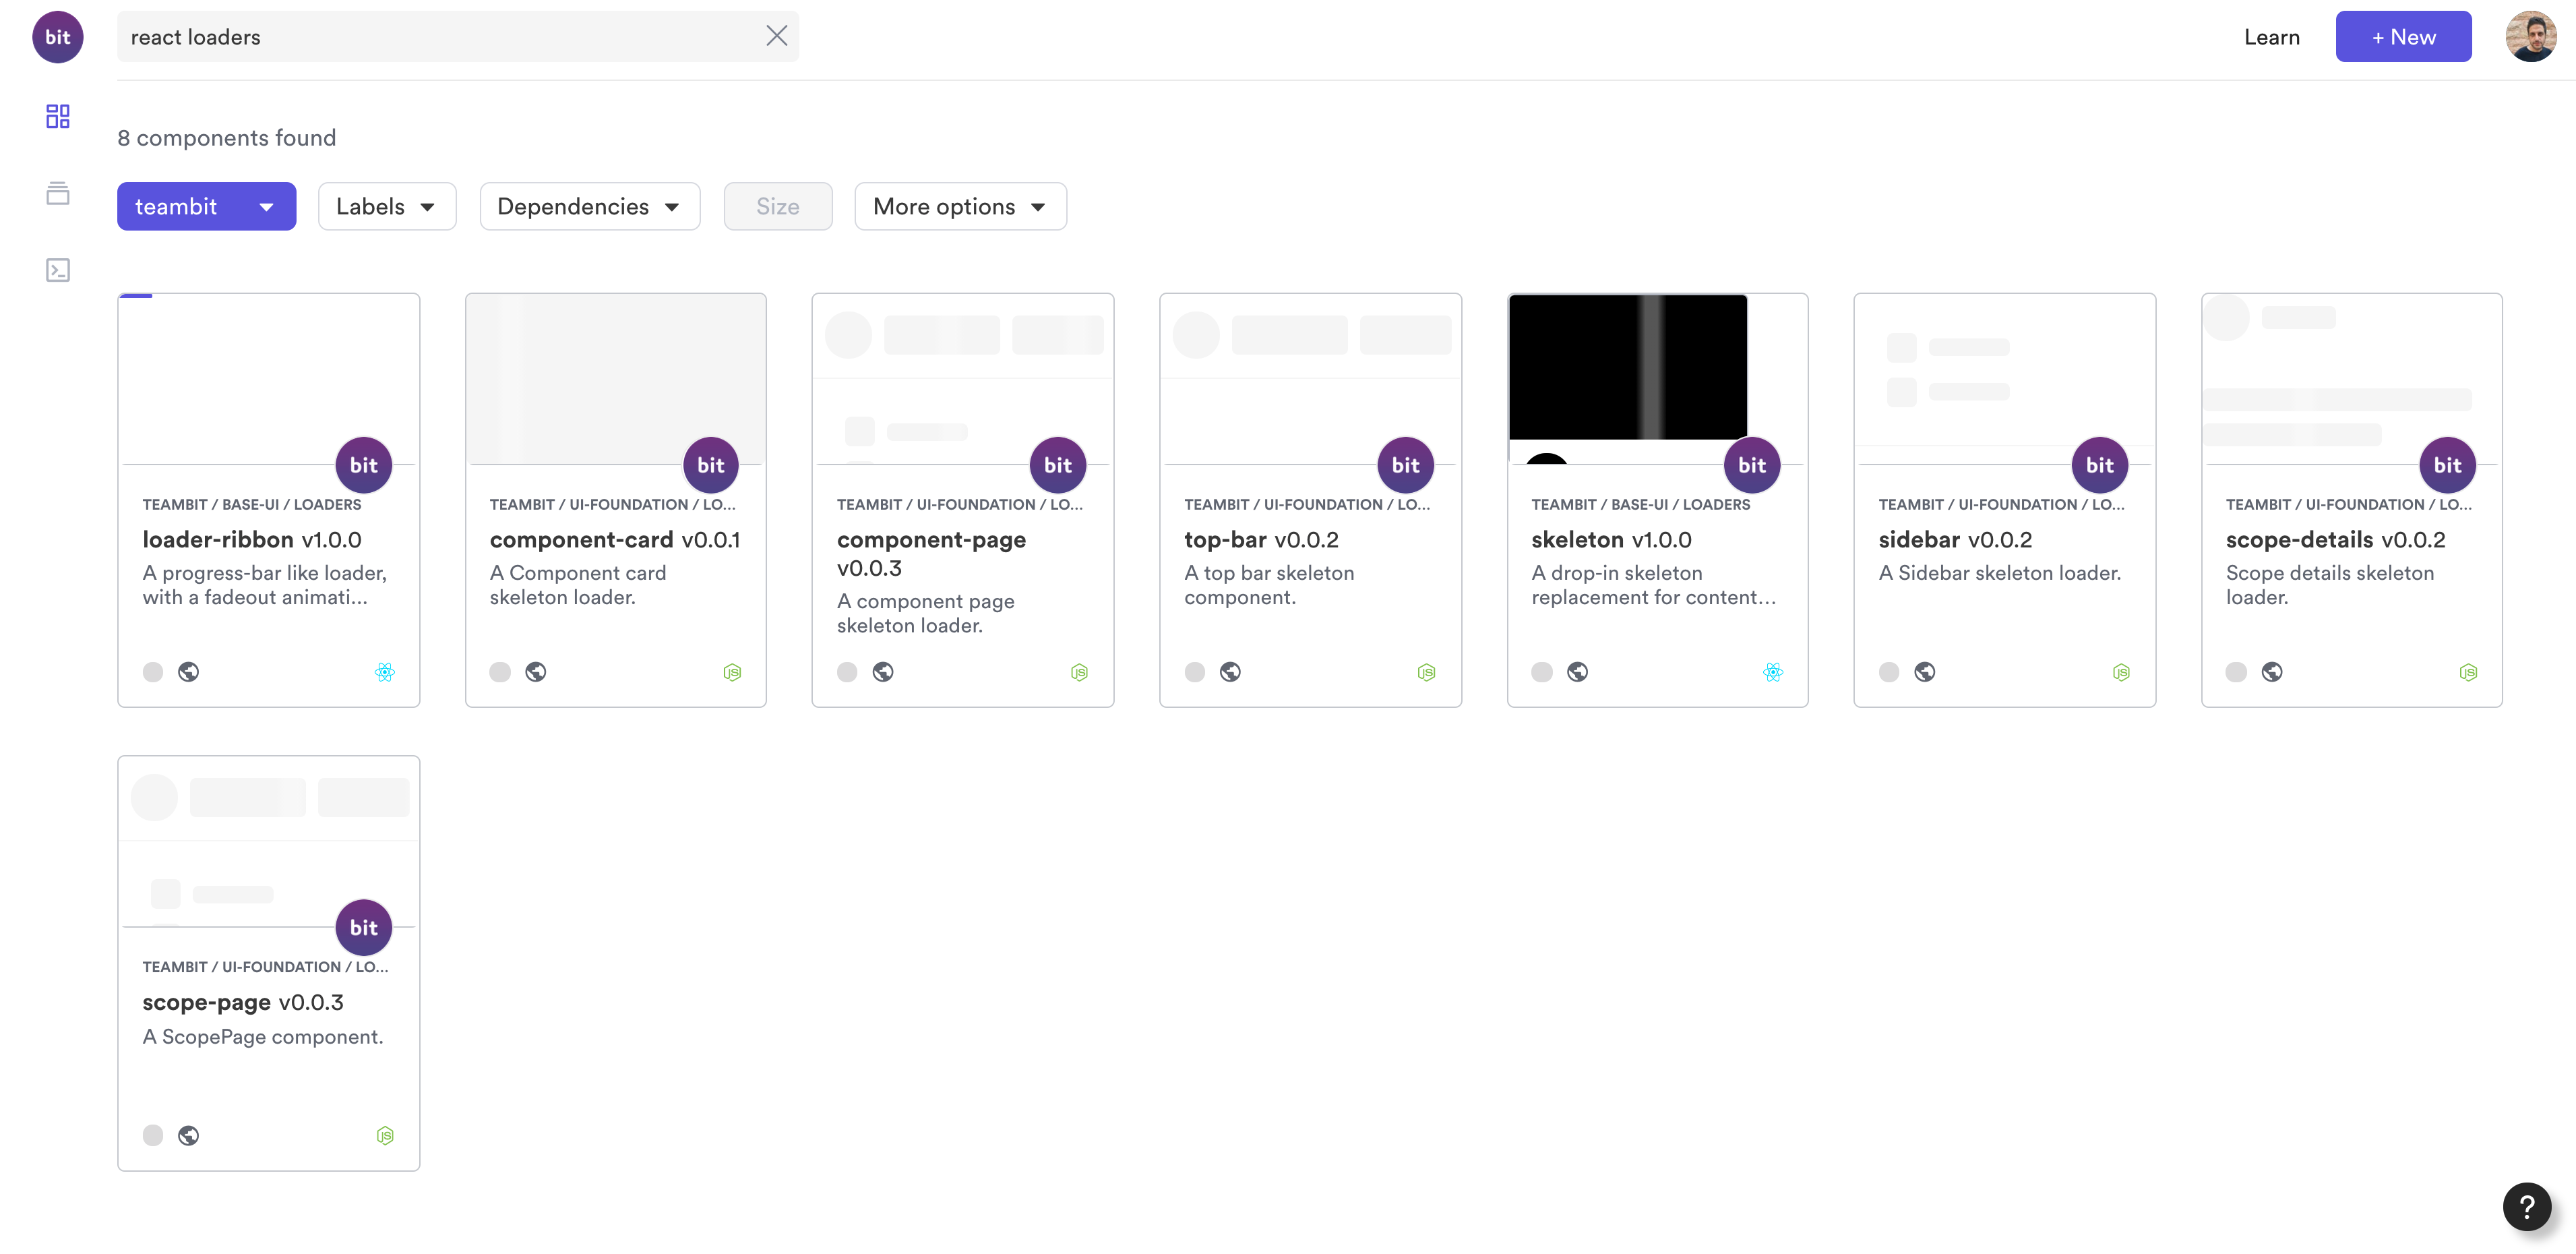 bit
react loaders
Learn
+ New
8 components found
teambit
Labels
Dependencies
Size
More options
bit
TEAMBIT / BASE-UI / LOADERS
loader-ribbon v1.0.0
A progress-bar like loader,
with a fadeout animati...
bit
TEAMBIT / UI-FOUNDATION / LO...
component-card v0.0.1
A Component card
skeleton loader.
JS
bit
TEAMBIT / UI-FOUNDATION / LO...
component-page
v0.0.3
A component page
skeleton loader.
JS
bit
TEAMBIT / UI-FOUNDATION / LO...
top-bar v0.0.2
A top bar skeleton
component.
JS
bit
TEAMBIT / BASE-UI / LOADERS
skeleton v1.0.0
A drop-in skeleton
replacement for content...
bit
TEAMBIT / UI-FOUNDATION / LO...
sidebar v0.0.2
A Sidebar skeleton loader.
JS
bit
TEAMBIT / UI-FOUNDATION / LO...
scope-details v0.0.2
Scope details skeleton
loader.
JS
bit
TEAMBIT / UI-FOUNDATION / LO...
scope-page v0.0.3
A ScopePage component.
JS
?